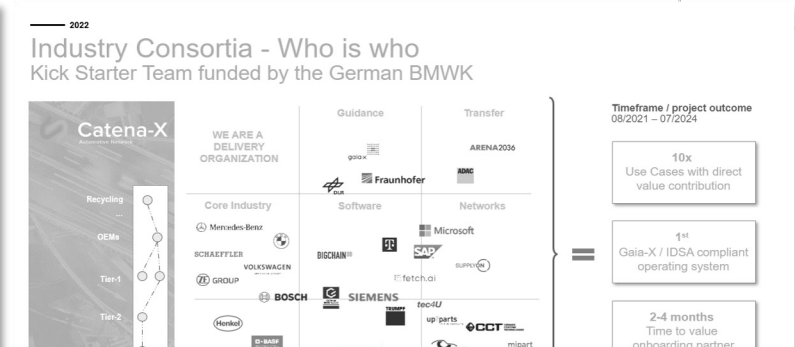 2022
Industry Consortia - Who is who
Kick Starter Team funded by the German BMWK
Catena-X
Automotive Network
Recycling
...
OEMs
Tier-1
Tier-2
WE ARE A
DELIVERY
ORGANIZATION
Guidance
gaia-x
DLR
Fraunhofer
Transfer
ARENA2036
ADAC
Core Industry
Mercedes-Benz
SCHAEFFLER
VOLKSWAGEN
ZF GROUP
BOSCH
Henkel
BASF
Software
BIGCHAINDB
T
fetch.ai
SIEMENS
TRUMPF
Networks
Microsoft
SAP
SUPPLYON
tec4U
up2parts
CCT
mipart
=
Timeframe / project outcome
08/2021 – 07/2024
10x
Use Cases with direct
value contribution
1st
Gaia-X / IDSA compliant
operating system
2-4 months
Time to value
onboarding partner